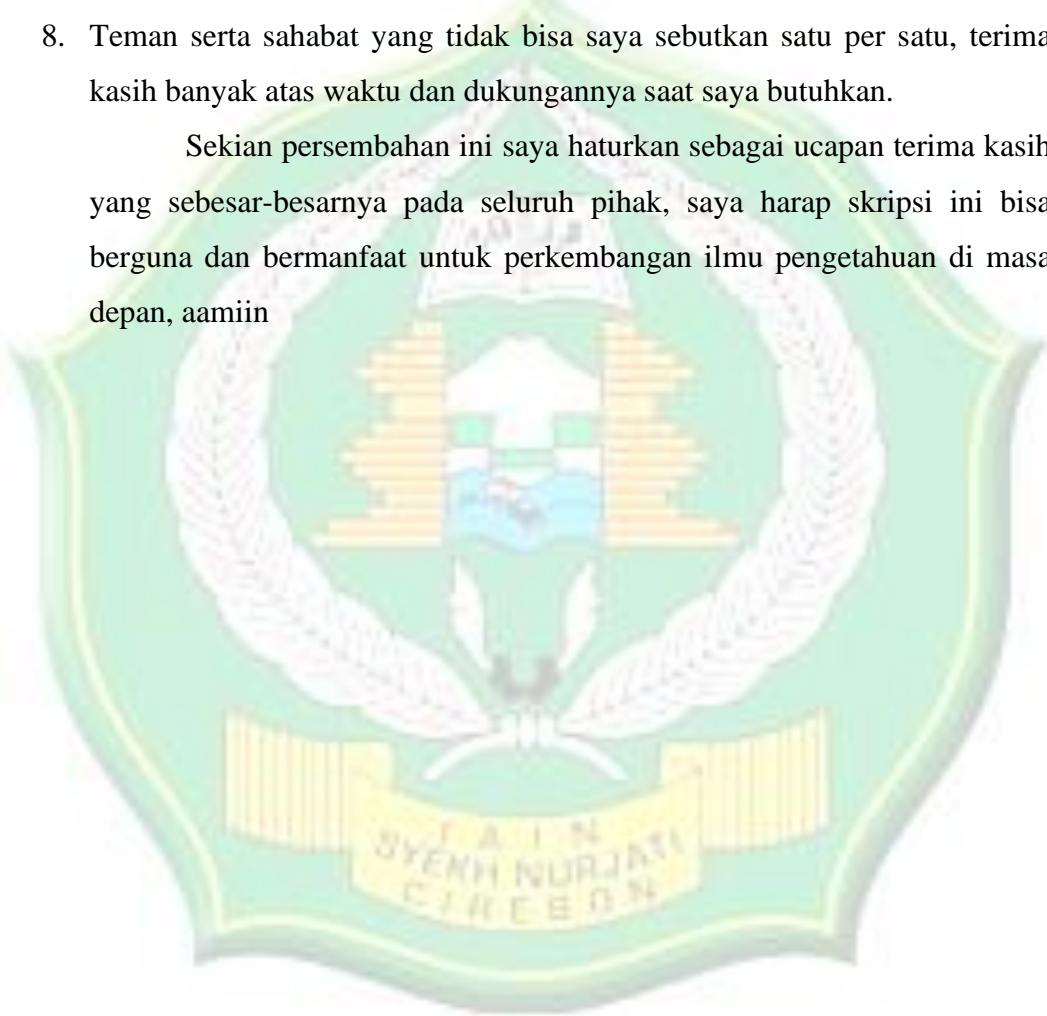 8. Teman serta sahabat yang tidak bisa saya sebutkan satu per satu, terima
kasih banyak atas waktu dan dukungannya saat saya butuhkan.
Sekian persembahan ini saya haturkan sebagai ucapan terima kasih
yang sebesar-besarnya pada seluruh pihak, saya harap skripsi ini bisa
berguna dan bermanfaat untuk perkembangan ilmu pengetahuan di masa
depan, aamiin
IAIN
SYEKH NURJATI
CIREBON